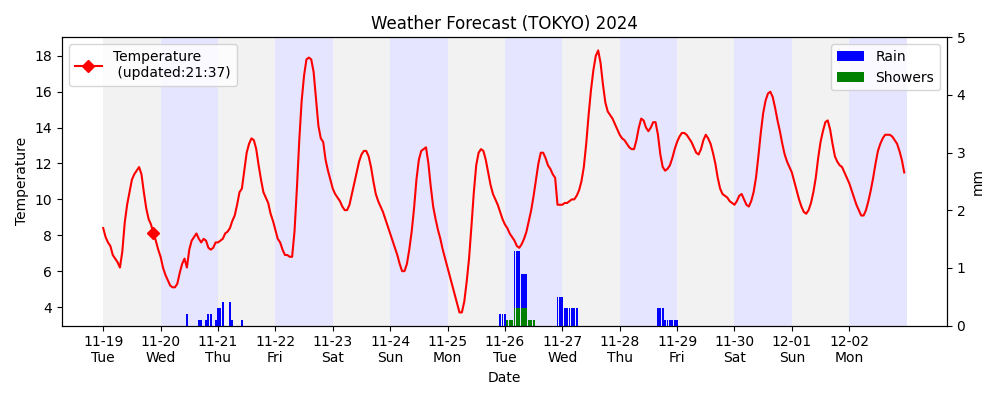 Weather Forecast (TOKYO) 2024
Temperature
(updated:21:37)
Rain
Showers
Temperature
18
16
14
12
10
8
6
4
5
4
3
2
1
0
mm
11-19 11-20 11-21 11-22 11-23 11-24 11-25 11-26 11-27 11-28 11-29 11-30 12-01 12-02
Tue Wed Thu Fri Sat Sun Mon Tue Wed Thu Fri Sat Sun Mon
Date